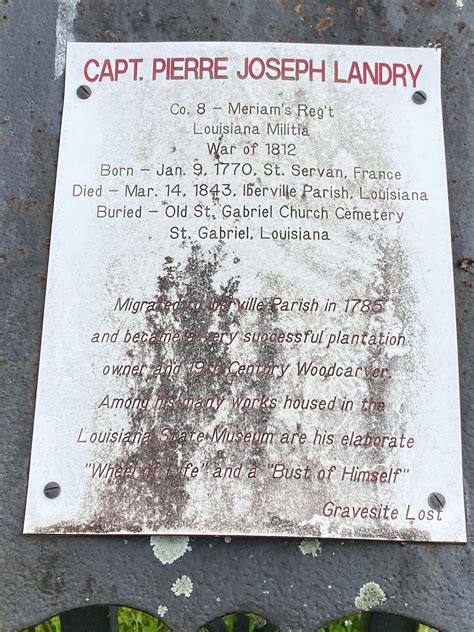 CAPT. PIERRE JOSEPH LANDRY
Co. 8 - Meriam's Reg't
Louisiana Militia
War of 1812
Born - Jan. 9, 1770, St. Servan, France
Died - Mar. 14, 1843, Iberville Parish, Louisiana
Buried - Old St. Gabriel Church Cemetery
St. Gabriel, Louisiana
Migrated to Iberville Parish in 1785
and became a very successful plantation
owner and 19th Century Woodcarver.
Among his many works housed in the
Louisiana State Museum are his elaborate
"Wheel of Life" and a "Bust of Himself"
Gravesite Lost